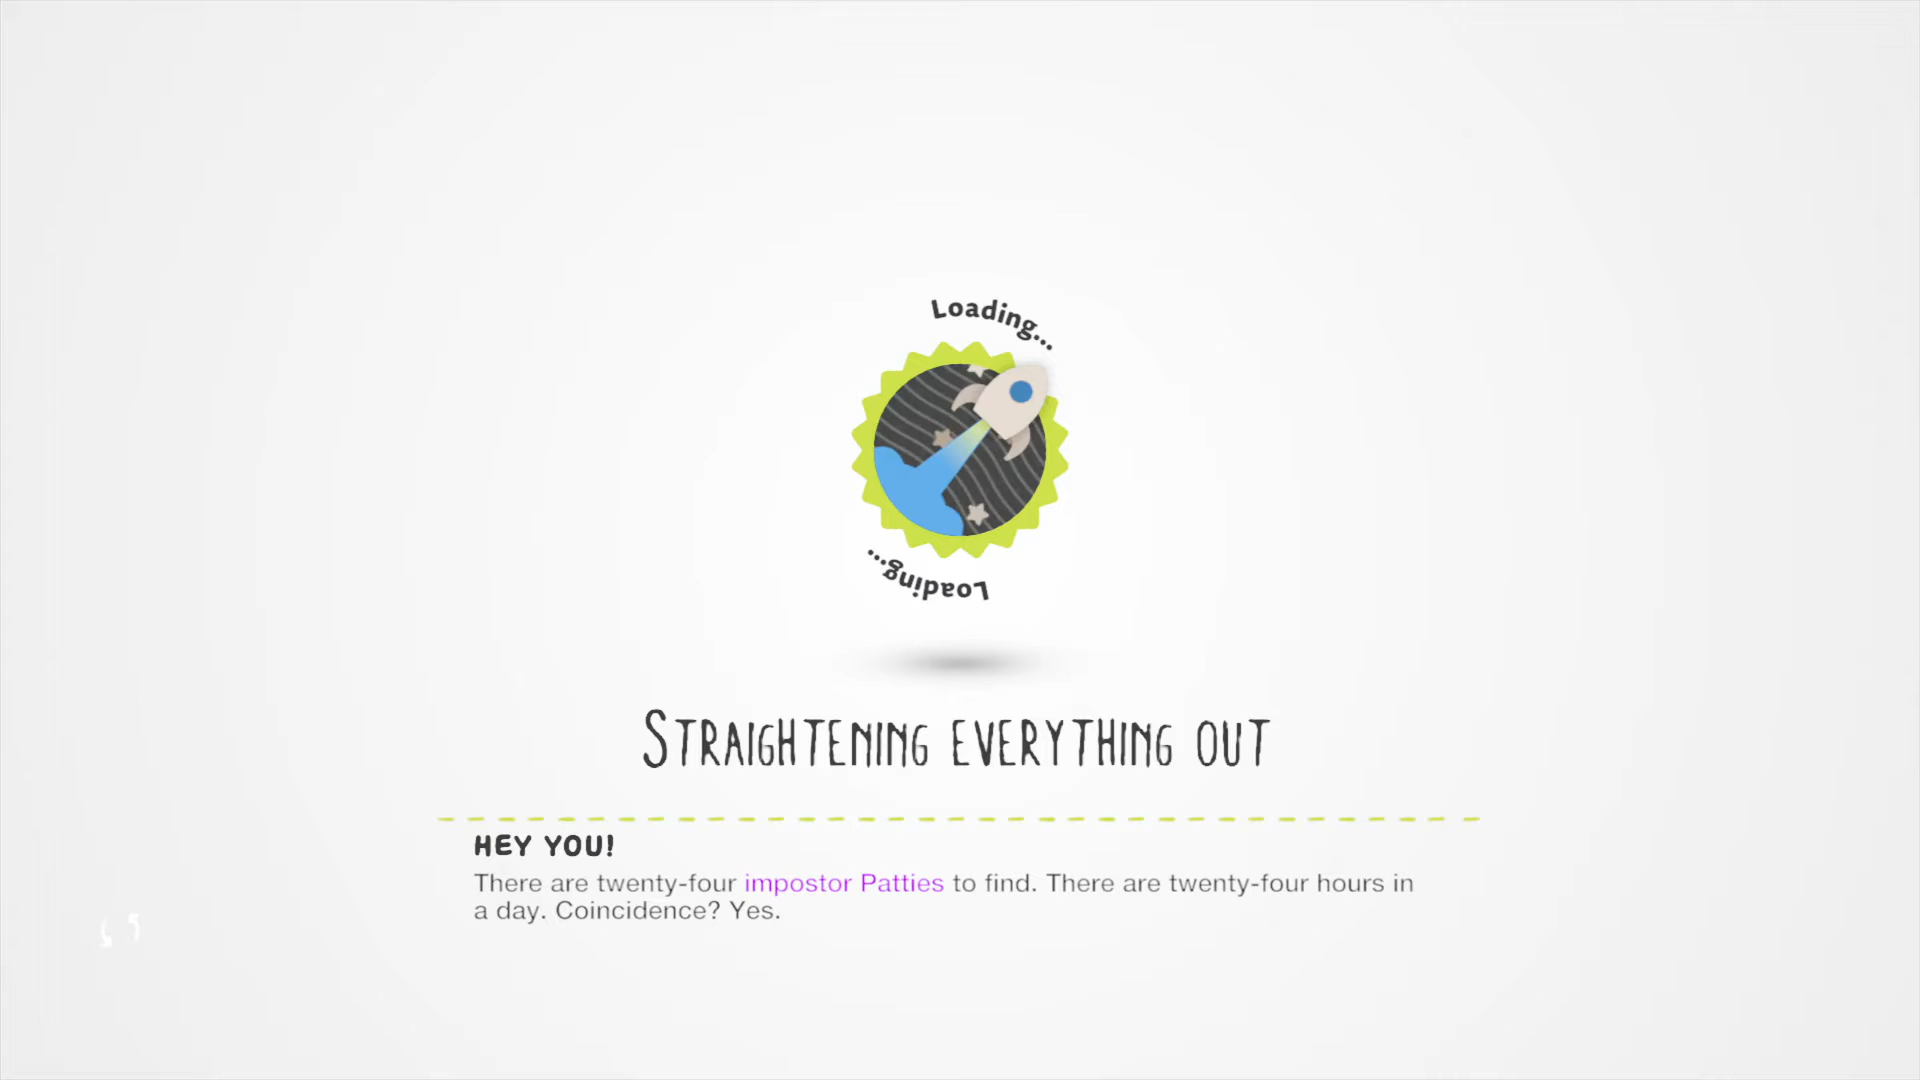 Loading...
Loading...
Straightening everything out
HEY YOU!
There are twenty-four impostor Patties to find. There are twenty-four hours in
a day. Coincidence? Yes.